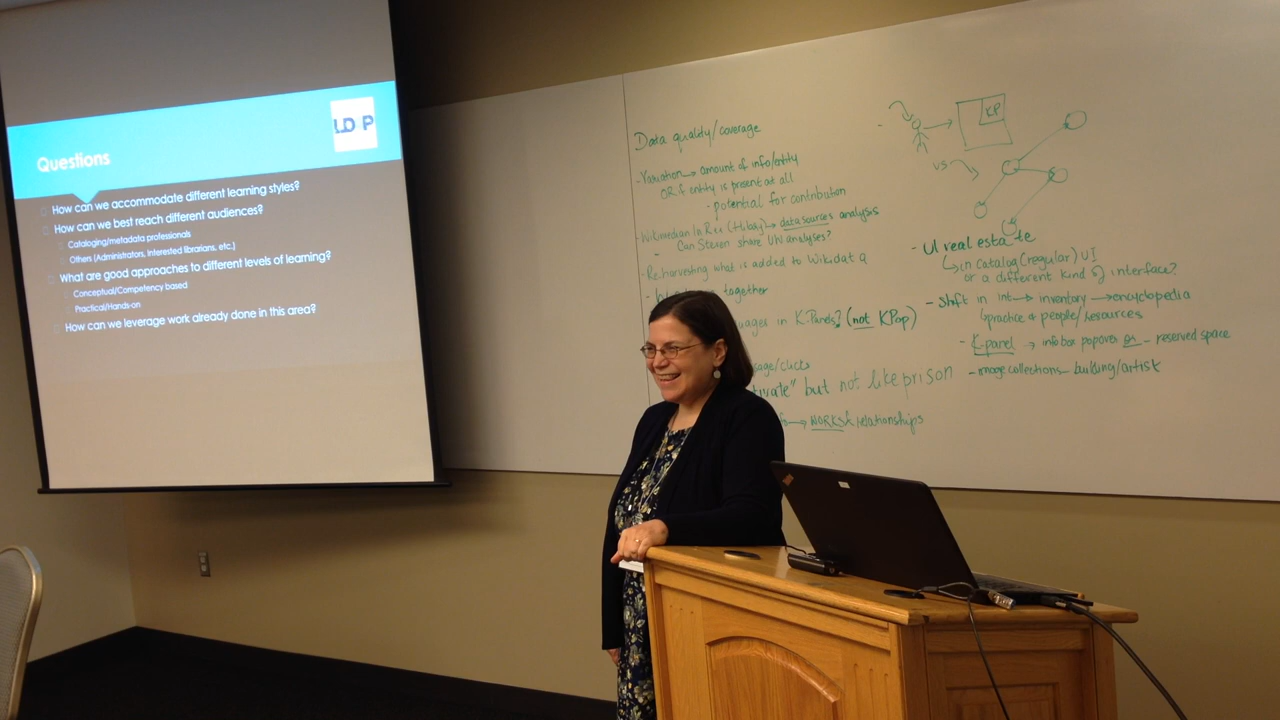 LD P
Questions
How can we accommodate different learning styles?
How can we best reach different audiences?
Cataloging/metadata professionals
Others (Administrators, Interested librarians, etc.)
What are good approaches to different levels of learning?
Conceptual/Competency based
Practical/Hands-on
How can we leverage work already done in this area?
Data quality/coverage
- Variation → amount of info/entity
OR if entity is present at all
- potential for contribution
- Wikimedian In Res → data sources analysis
Can Steven share UW analyses?
- Re: harvesting what is added to Wikidata
together
in K-Panels? (not KPop)
sage/clicks
but not like prison
→ WORKS & relationships
KP
vs
- UI real estate
↳ in catalog (regular) UI
or a different kind of interface?
- shift in int → inventory → encyclopedia
practice & people/resources
- K-panel → infobox popover OR - reserved space
- image collections - building/artist